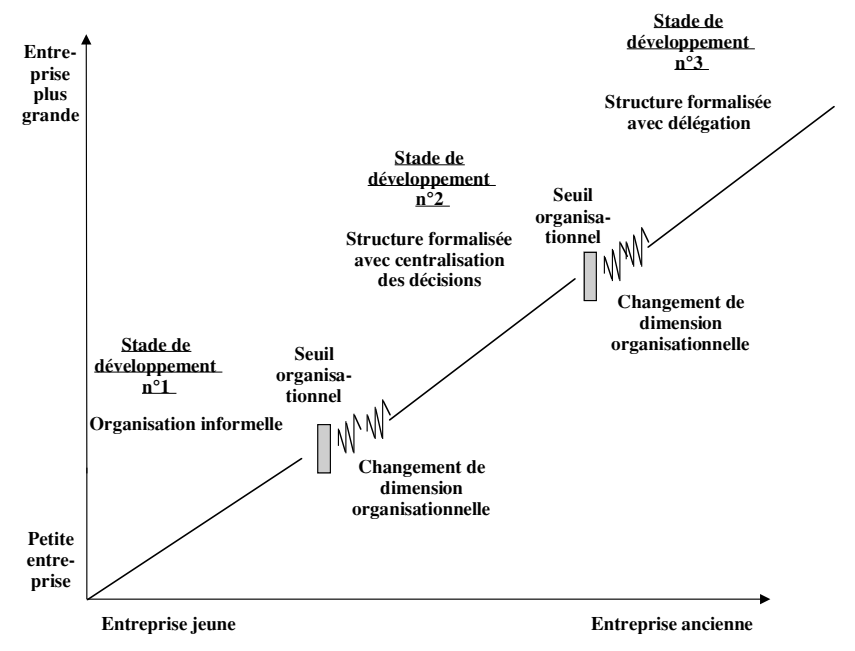 Stade de
développement
n°3
Entre-
prise
plus
grande
Structure formalisée
avec délégation
Stade de
développement
n°2
Seuil
organisa-
tionnel
Structure formalisée
avec centralisation
des décisions
Changement de
dimension
organisationnelle
Stade de
développement
n°1
Seuil
organisa-
tionnel
Organisation informelle
Changement de
dimension
organisationnelle
Petite
entre-
prise
Entreprise jeune
Entreprise ancienne